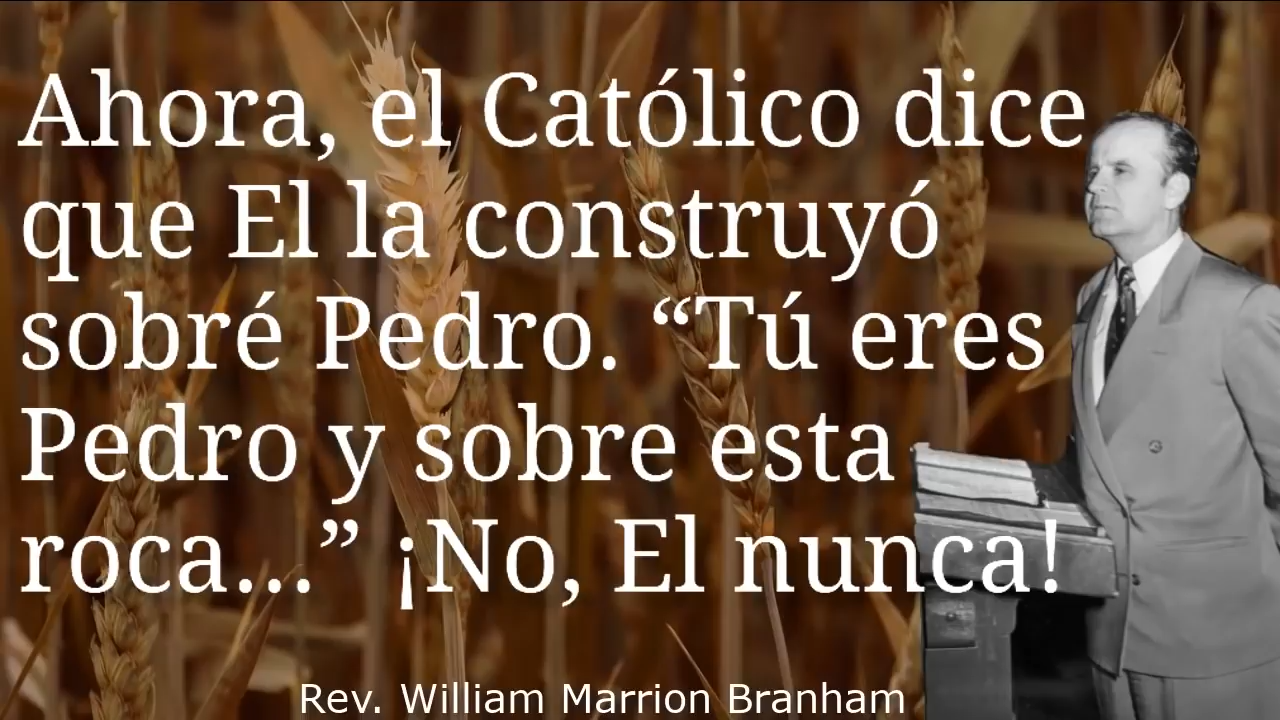 Ahora, el Católico dice
que El la construyó
sobré Pedro. “Tú eres
Pedro y sobre esta
roca...” ¡No, El nunca!
Rev. William Marrion Branham